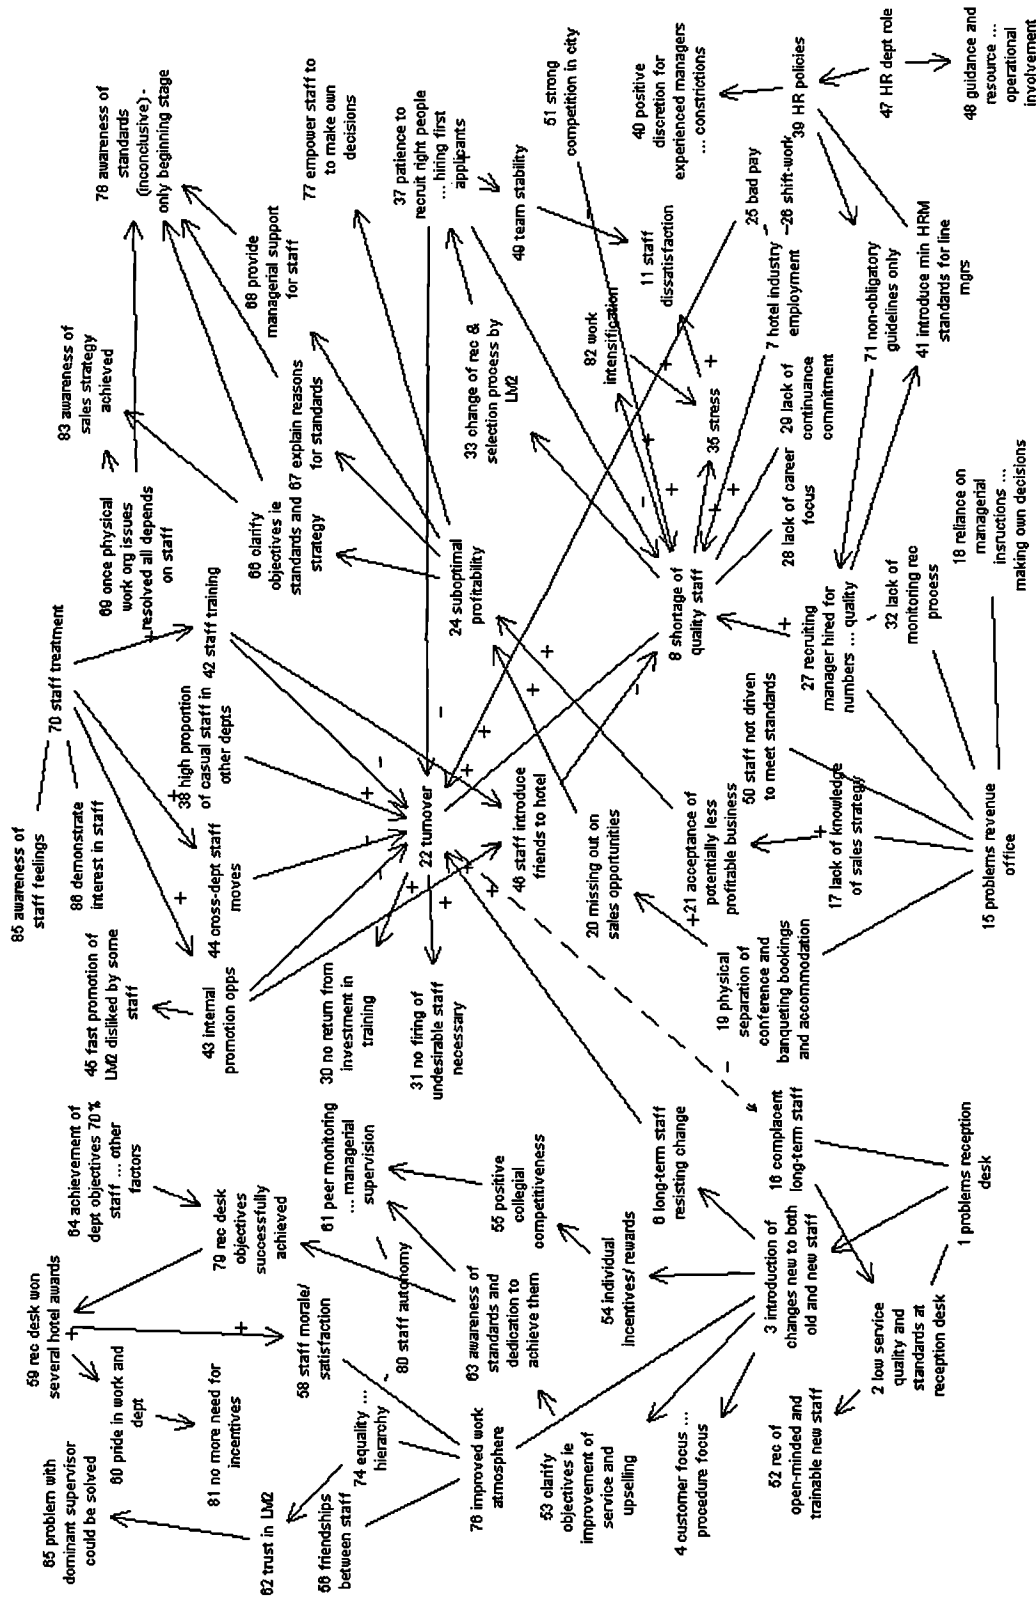 65 problem with
dominant supervisor
could be solved
59 rec desk won
several hotel awards
64 achievement of
dept objectives 70%
staff ... other
factors
45 fast promotion of
LM2 disliked by some
staff
85 awareness of
staff feelings
86 demonstrate
interest in staff
70 staff treatment
69 once physical
work org issues
resolved all depends
on staff
83 awareness of
sales strategy
achieved
78 awareness of
standards
(inconclusive)-
only beginning stage
60 pride in work and
dept
81 no more need for
incentives
79 rec desk
objectives
successfully
achieved
43 internal
promotion opps
44 cross-dept staff
moves
38 high proportion
of casual staff in
other depts
42 staff training
66 clarify
objectives ie
standards and
strategy
67 explain reasons
for standards
68 provide
managerial support
for staff
77 empower staff to
make own
decisions
62 trust in LM2
56 friendships
between staff
74 equality ...
hierarchy
58 staff morale/
satisfaction
80 staff autonomy
61 peer monitoring
... managerial
supervision
30 no return from
investment in
training
31 no firing of
undesirable staff
necessary
22 turnover
24 suboptimal
profitability
33 change of rec &
selection process by
LM2
37 patience to
recruit right people
... hiring first
applicants
49 team stability
76 improved work
atmosphere
63 awareness of
standards and
dedication to
achieve them
55 positive
collegial
competitiveness
46 staff introduce
friends to hotel
20 missing out on
sales opportunities
8 shortage of
quality staff
82 work
intensification
35 stress
11 staff
dissatisfaction
51 strong
competition in city
53 clarify
objectives ie
improvement of
service and
upselling
54 individual
incentives/ rewards
6 long-term staff
resisting change
21 acceptance of
potentially less
profitable business
50 staff not driven
to meet standards
28 lack of career
focus
29 lack of
continuance
commitment
7 hotel industry
employment
25 bad pay
26 shift-work
40 positive
discretion for
experienced managers
... constrictions
4 customer focus ...
procedure focus
3 introduction of
changes new to both
old and new staff
16 complacent
long-term staff
19 physical
separation of
conference and
banqueting bookings
and accommodation
17 lack of knowledge
of sales strategy
27 recruiting
manager hired for
numbers ... quality
32 lack of
monitoring rec
process
71 non-obligatory
guidelines only
41 introduce min HRM
standards for line
mgrs
39 HR policies
47 HR dept role
52 rec of
open-minded and
trainable new staff
2 low service
quality and
standards at
reception desk
1 problems reception
desk
15 problems revenue
office
18 reliance on
managerial
insructions ...
making own decisions
48 guidance and
resource ...
operational
involvement